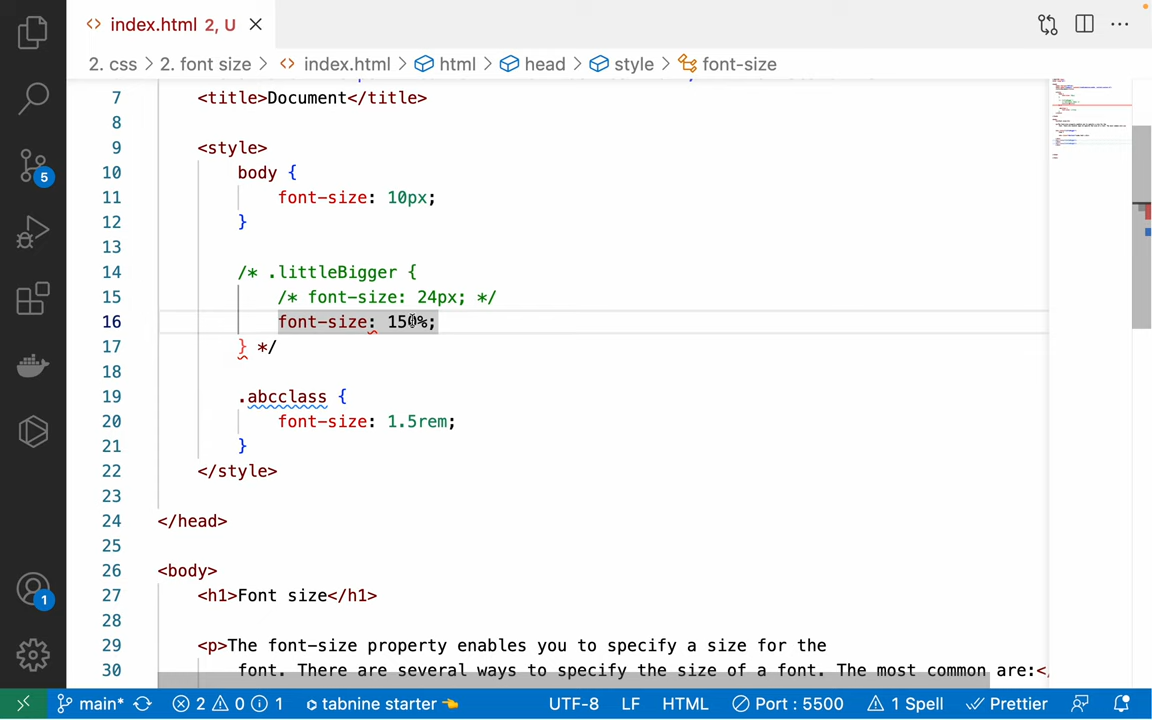 index.html 2, U
2. css > 2. font size > index.html > html > head > style > font-size
7 <title>Document</title>
8
9 <style>
10 body {
11 font-size: 10px;
12 }
13
14 /* .littleBigger {
15 /* font-size: 24px; */
16 font-size: 150%;
17 } */
18
19 .abcclass {
20 font-size: 1.5rem;
21 }
22 </style>
23
24 </head>
25
26 <body>
27 <h1>Font size</h1>
28
29 <p>The font-size property enables you to specify a size for the
30 font. There are several ways to specify the size of a font. The most common are:</
5
1
main* 2 0 1 tabnine starter UTF-8 LF HTML Port : 5500 1 Spell Prettier